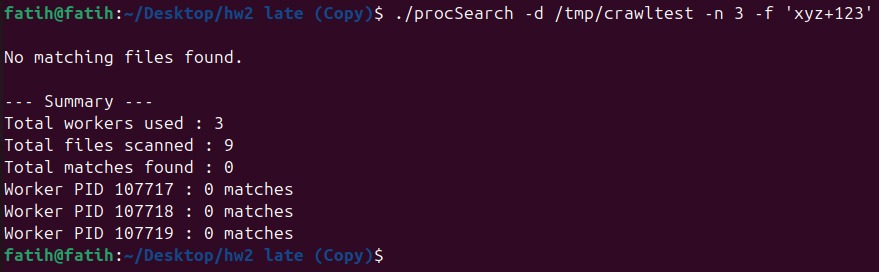 fatih@fatih:~/Desktop/hw2 late (Copy)$ ./procSearch -d /tmp/crawltest -n 3 -f 'xyz+123'
No matching files found.
--- Summary ---
Total workers used : 3
Total files scanned : 9
Total matches found : 0
Worker PID 107717 : 0 matches
Worker PID 107718 : 0 matches
Worker PID 107719 : 0 matches
fatih@fatih:~/Desktop/hw2 late (Copy)$